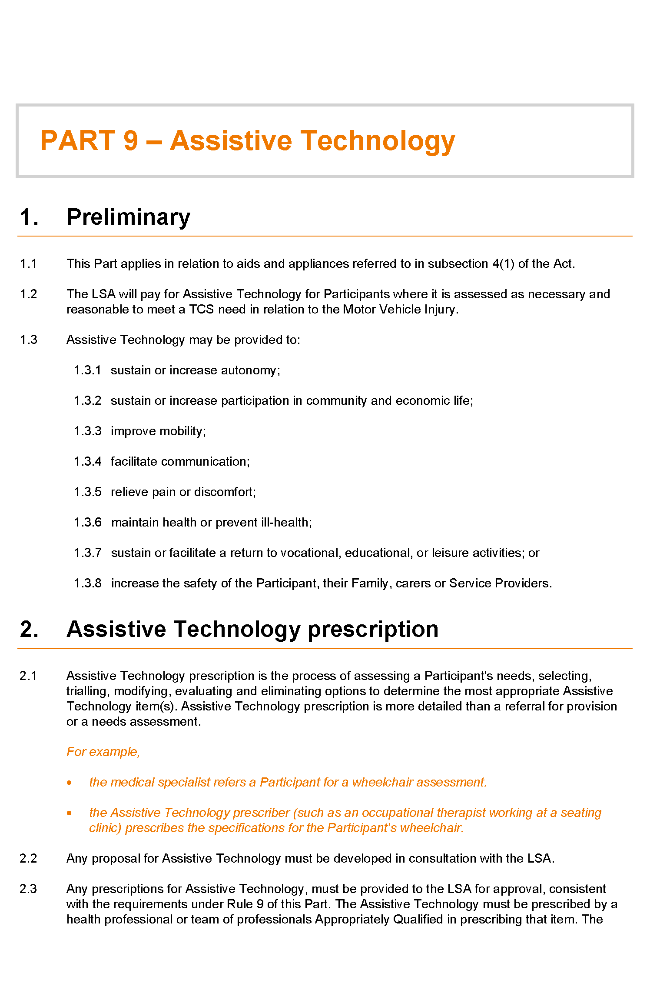 PART 9 – Assistive Technology
1. Preliminary
1.1 This Part applies in relation to aids and appliances referred to in subsection 4(1) of the Act.
1.2 The LSA will pay for Assistive Technology for Participants where it is assessed as necessary and
reasonable to meet a TCS need in relation to the Motor Vehicle Injury.
1.3 Assistive Technology may be provided to:
1.3.1 sustain or increase autonomy;
1.3.2 sustain or increase participation in community and economic life;
1.3.3 improve mobility;
1.3.4 facilitate communication;
1.3.5 relieve pain or discomfort;
1.3.6 maintain health or prevent ill-health;
1.3.7 sustain or facilitate a return to vocational, educational, or leisure activities; or
1.3.8 increase the safety of the Participant, their Family, carers or Service Providers.
2. Assistive Technology prescription
2.1 Assistive Technology prescription is the process of assessing a Participant's needs, selecting,
trialling, modifying, evaluating and eliminating options to determine the most appropriate Assistive
Technology item(s). Assistive Technology prescription is more detailed than a referral for provision
or a needs assessment.
For example,
• the medical specialist refers a Participant for a wheelchair assessment.
• the Assistive Technology prescriber (such as an occupational therapist working at a seating
clinic) prescribes the specifications for the Participant’s wheelchair.
2.2 Any proposal for Assistive Technology must be developed in consultation with the LSA.
2.3 Any prescriptions for Assistive Technology, must be provided to the LSA for approval, consistent
with the requirements under Rule 9 of this Part. The Assistive Technology must be prescribed by a
health professional or team of professionals Appropriately Qualified in prescribing that item. The